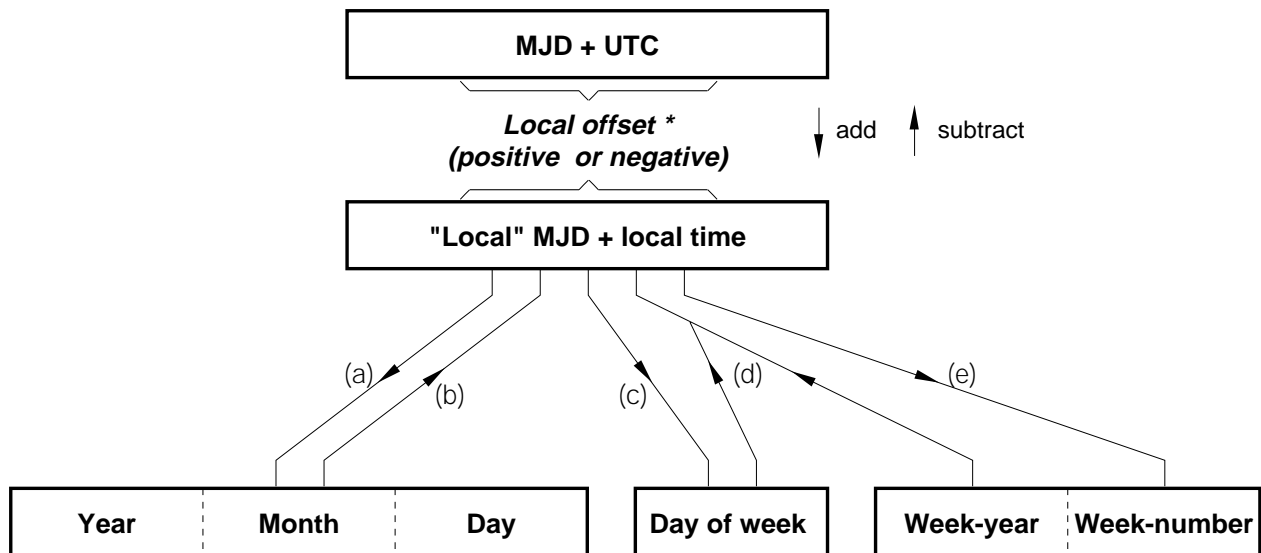 MJD + UTC
Local offset *
(positive or negative)
add
subtract
"Local" MJD + local time
(a)
(b)
(c)
(d)
(e)
Year
Month
Day
Day of week
Week-year
Week-number